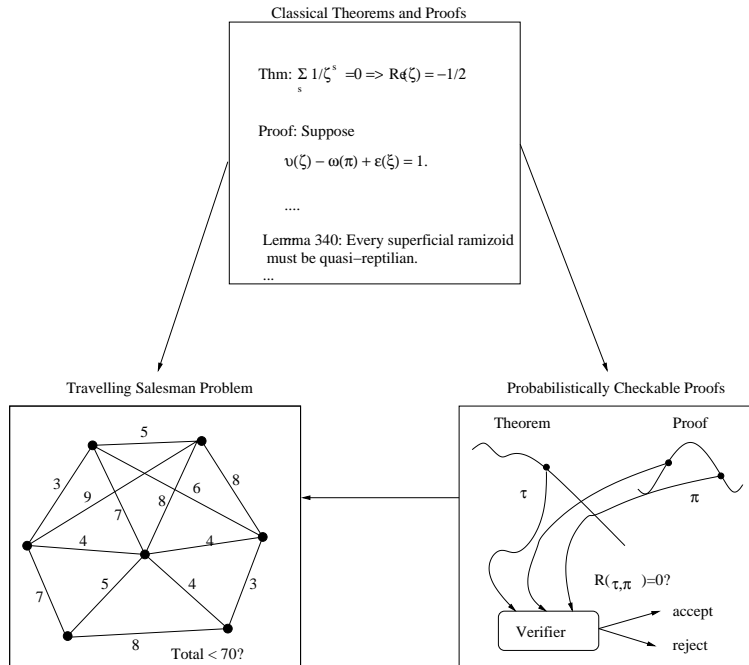 Classical Theorems and Proofs
Thm: Σ 1/ζ s =0 => Re(ζ) = −1/2
s
Proof: Suppose
υ(ζ) − ω(π) + ε(ξ) = 1.
....
Lemma 340: Every superficial ramizoid
must be quasi−reptilian.
...
Travelling Salesman Problem
5
3
9
7
8
6
8
4
4
7
5
4
3
8
Total < 70?
Probabilistically Checkable Proofs
Theorem
Proof
τ
π
R( τ,π )=0?
Verifier
accept
reject